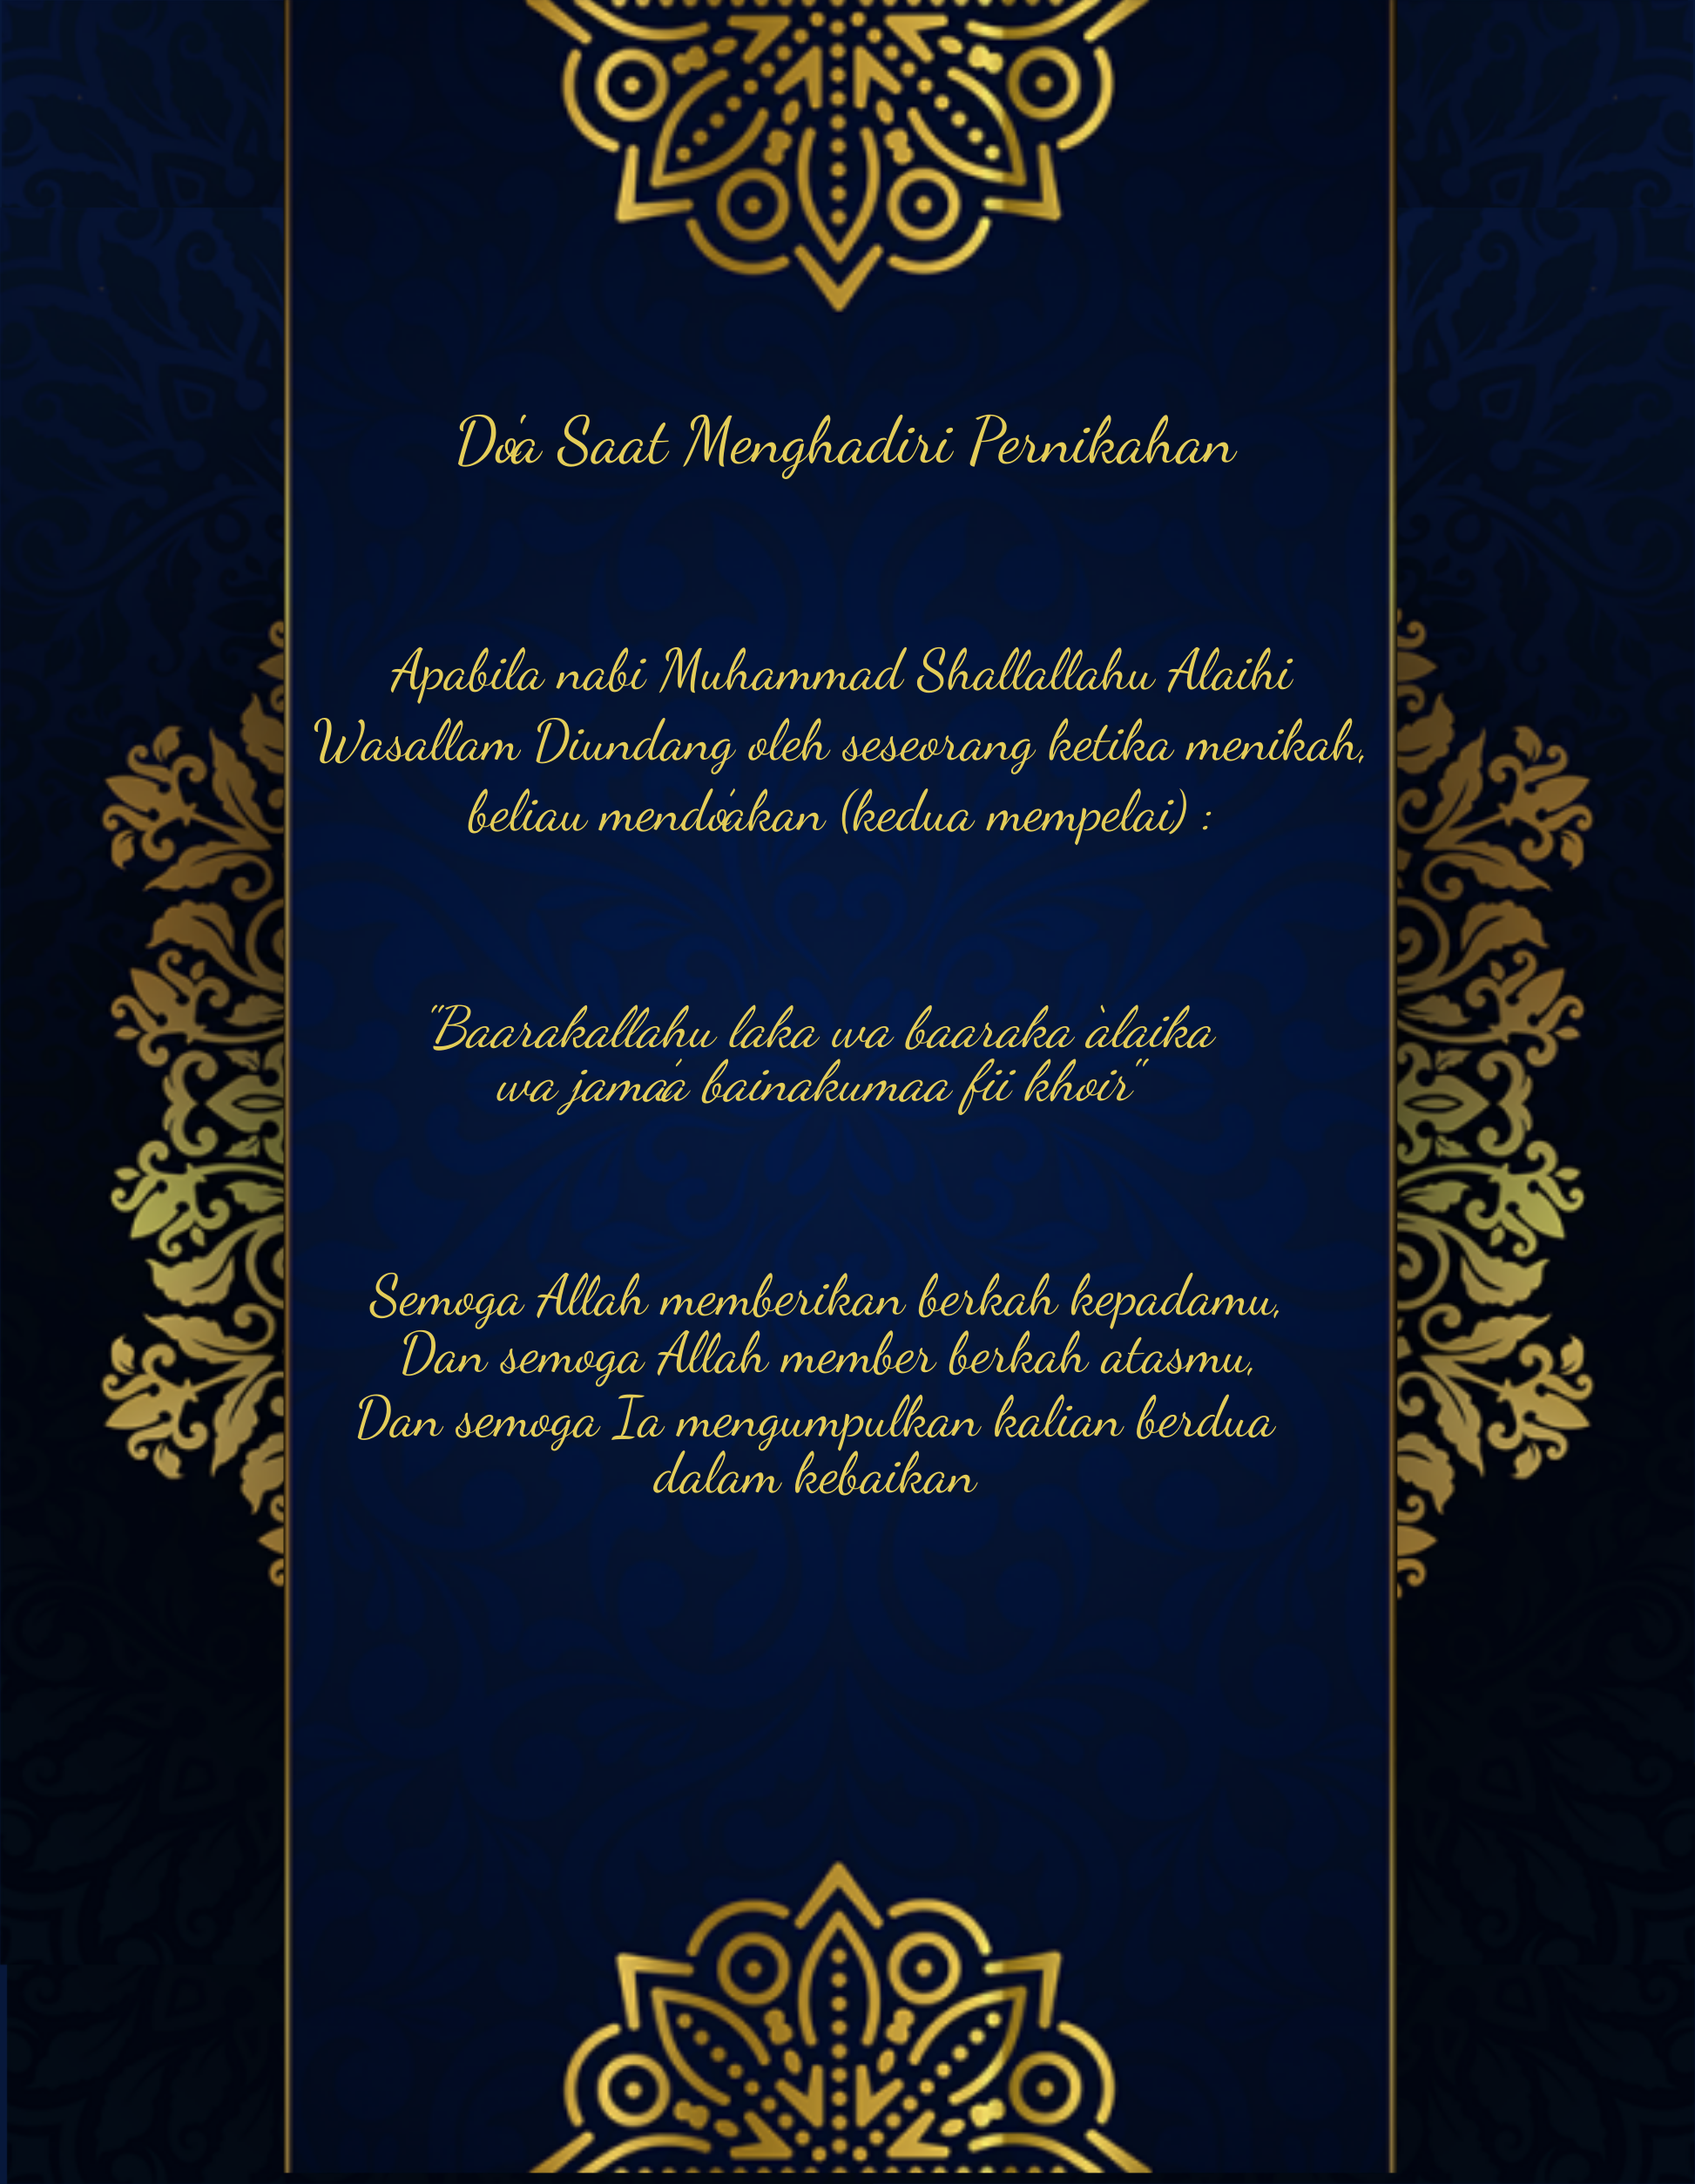 Do'a Saat Menghadiri Pernikahan
Apabila nabi Muhammad Shallallahu Alaihi
Wasallam Diundang oleh seseorang ketika menikah,
beliau mendo'akan (kedua mempelai) :
"Baarakallahu laka wa baaraka `alaika
wa jama'a bainakumaa fii khoir"
Semoga Allah memberikan berkah kepadamu,
Dan semoga Allah member berkah atasmu,
Dan semoga Ia mengumpulkan kalian berdua
dalam kebaikan